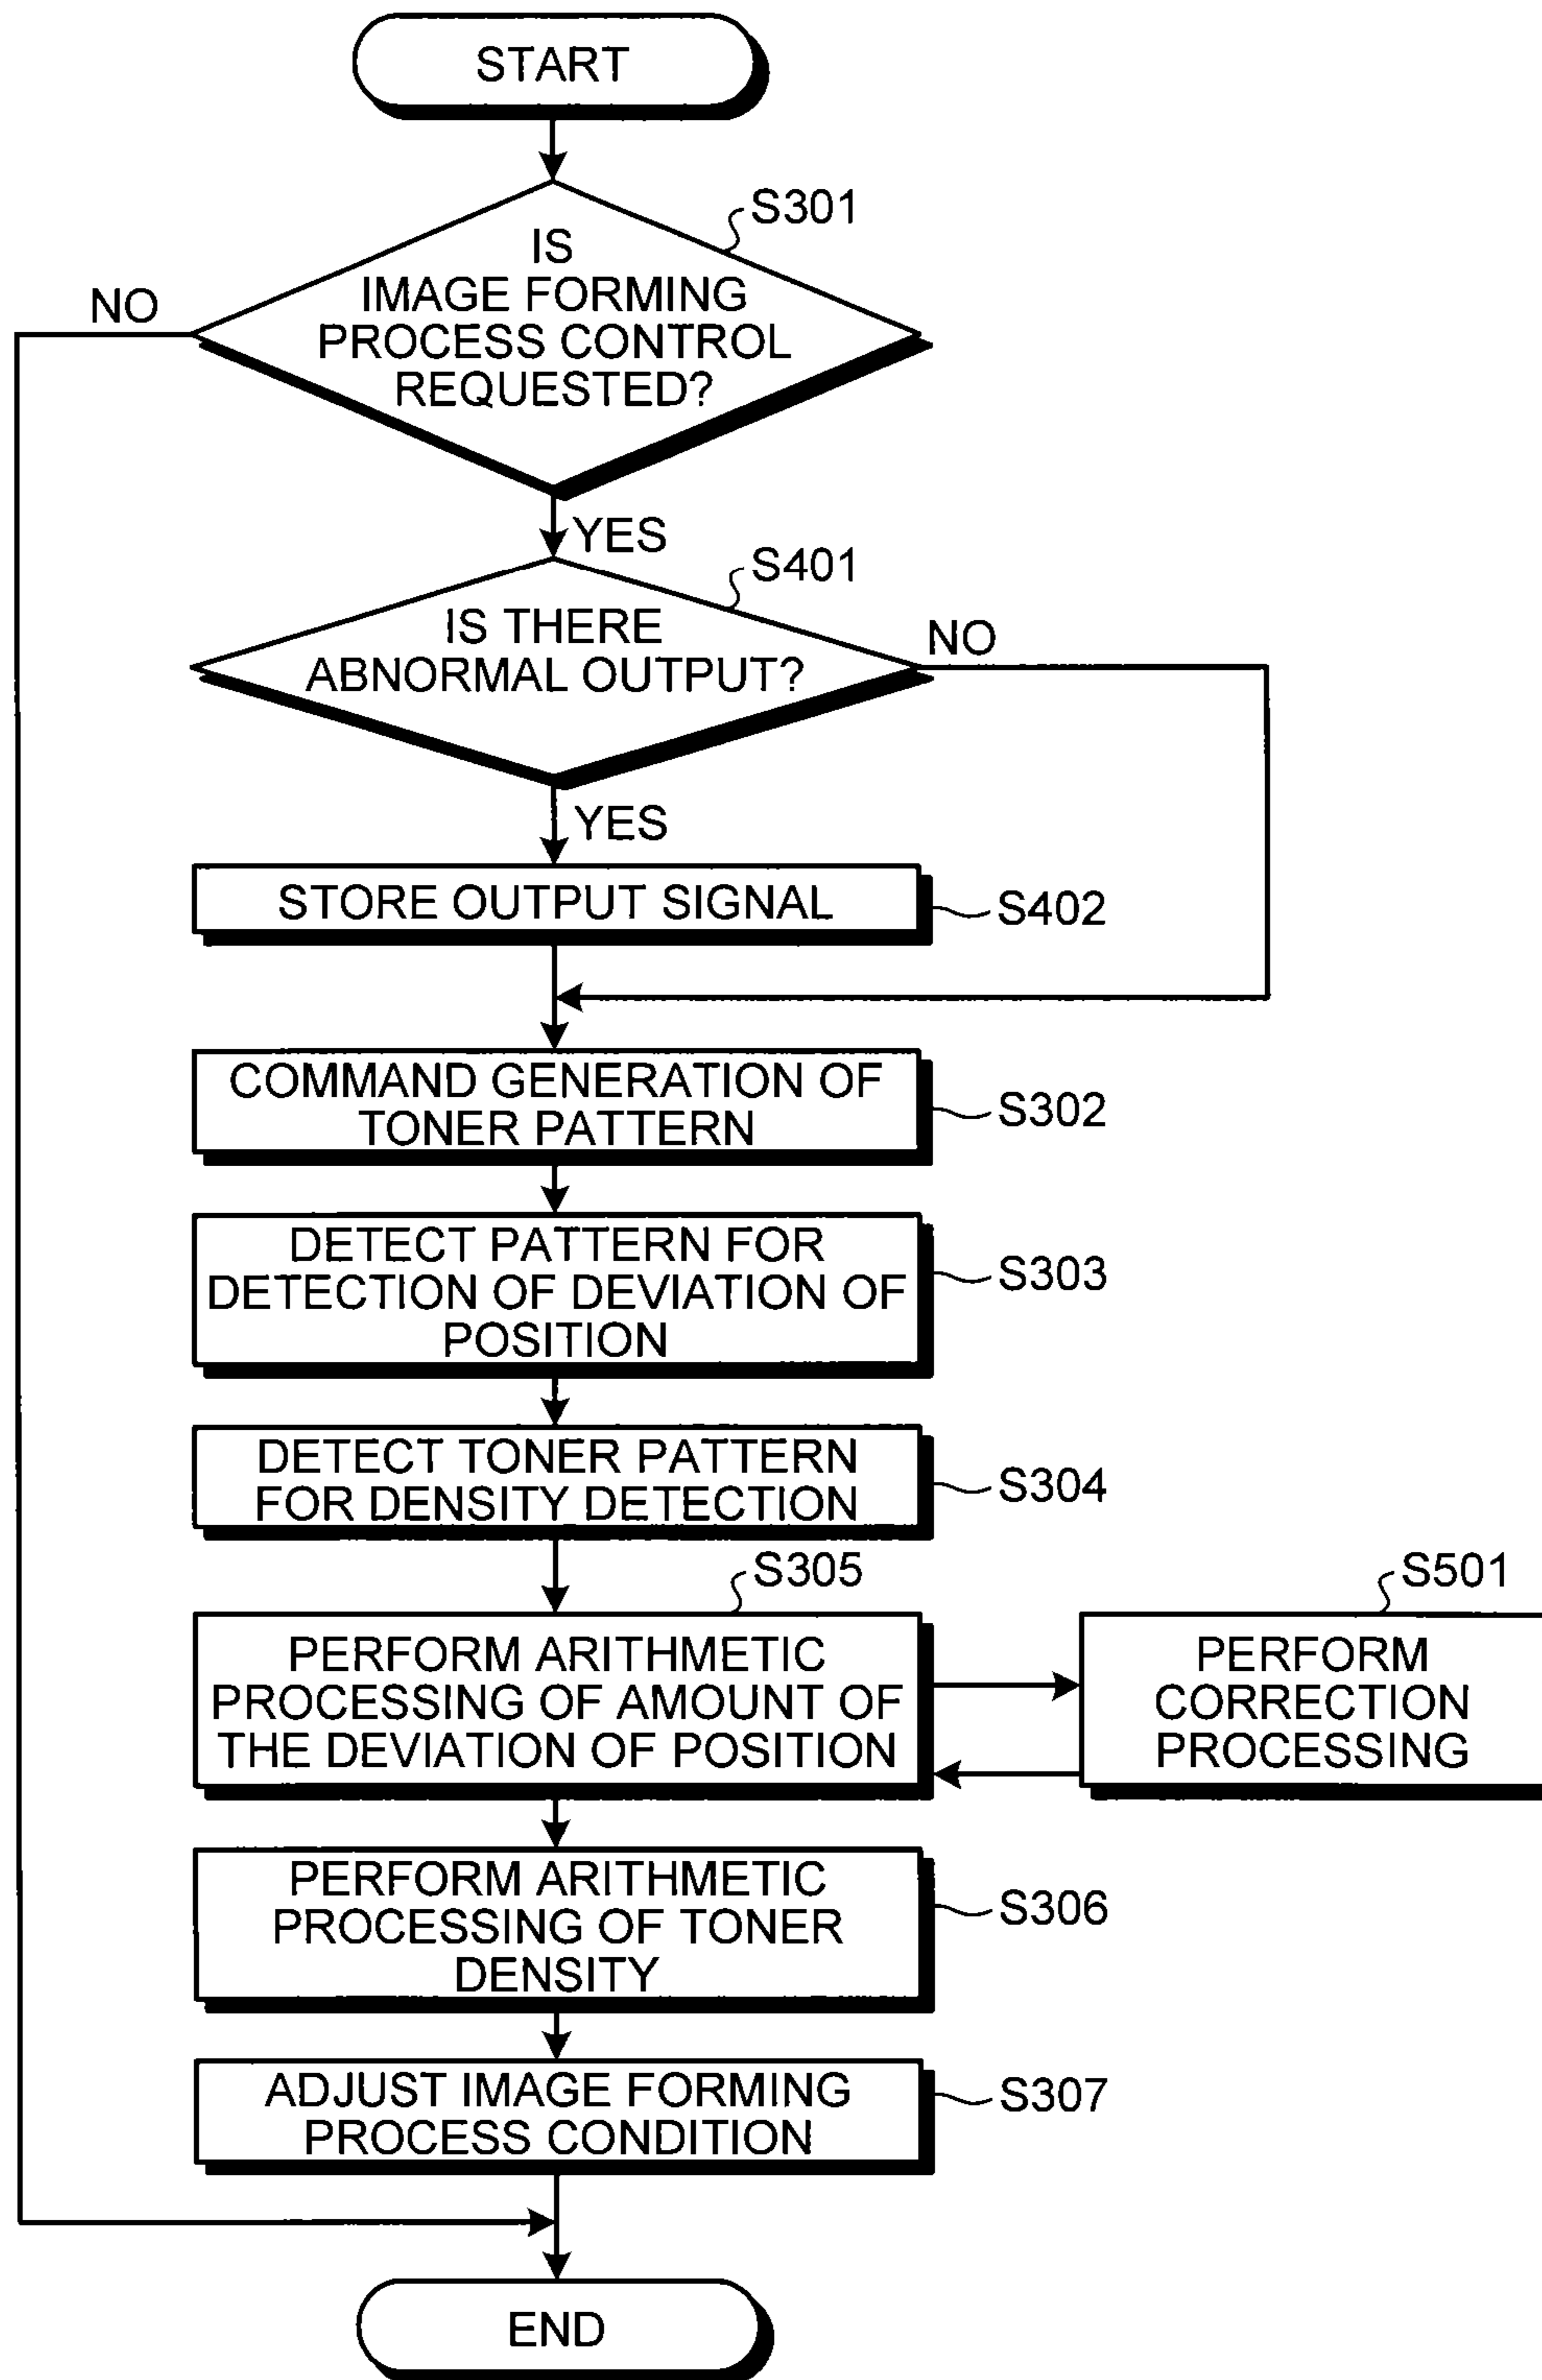 START
S301
IS
IMAGE FORMING
PROCESS CONTROL
REQUESTED?
NO
YES
S401
IS THERE
ABNORMAL OUTPUT?
NO
YES
STORE OUTPUT SIGNAL
S402
COMMAND GENERATION OF
TONER PATTERN
S302
DETECT PATTERN FOR
DETECTION OF DEVIATION OF
POSITION
S303
DETECT TONER PATTERN
FOR DENSITY DETECTION
S304
S305
PERFORM ARITHMETIC
PROCESSING OF AMOUNT OF
THE DEVIATION OF POSITION
S501
PERFORM
CORRECTION
PROCESSING
PERFORM ARITHMETIC
PROCESSING OF TONER
DENSITY
S306
ADJUST IMAGE FORMING
PROCESS CONDITION
S307
END